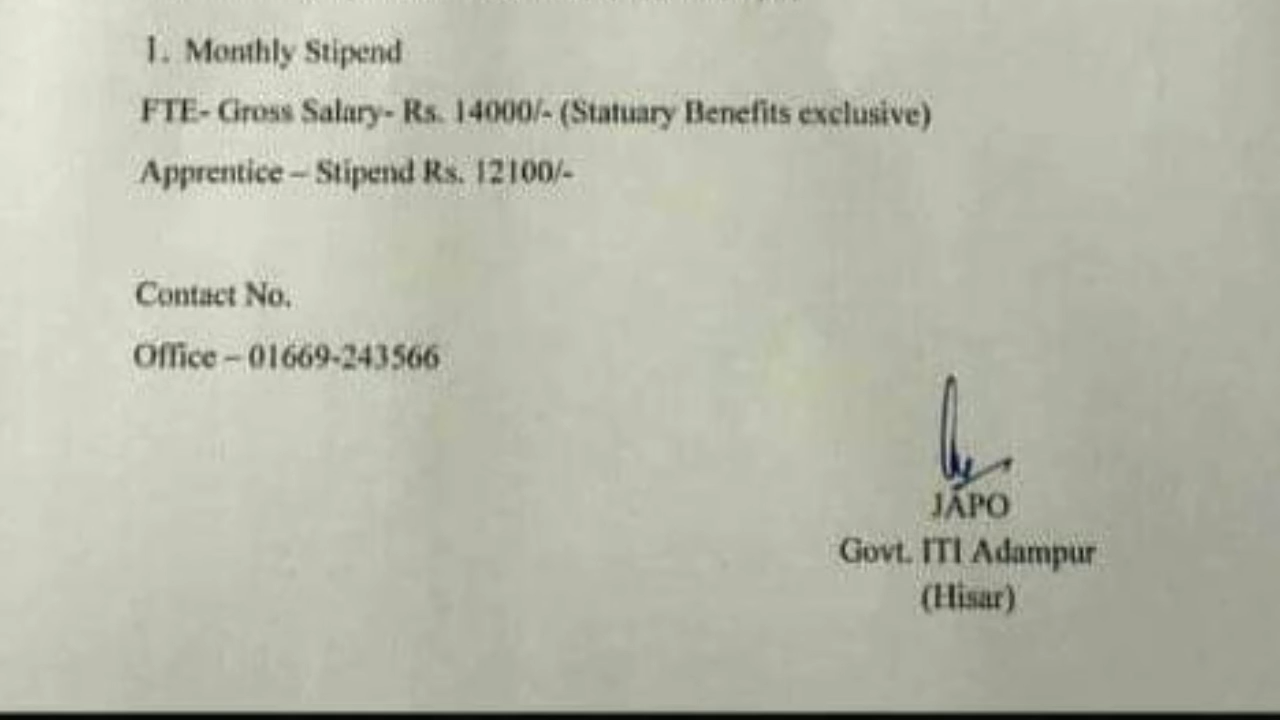 1. Monthly Stipend
FTE- Gross Salary- Rs. 14000/- (Statuary Benefits exclusive)
Apprentice – Stipend Rs. 12100/-
Contact No.
Office – 01669-243566
JAPO
Govt. ITI Adampur
(Hisar)